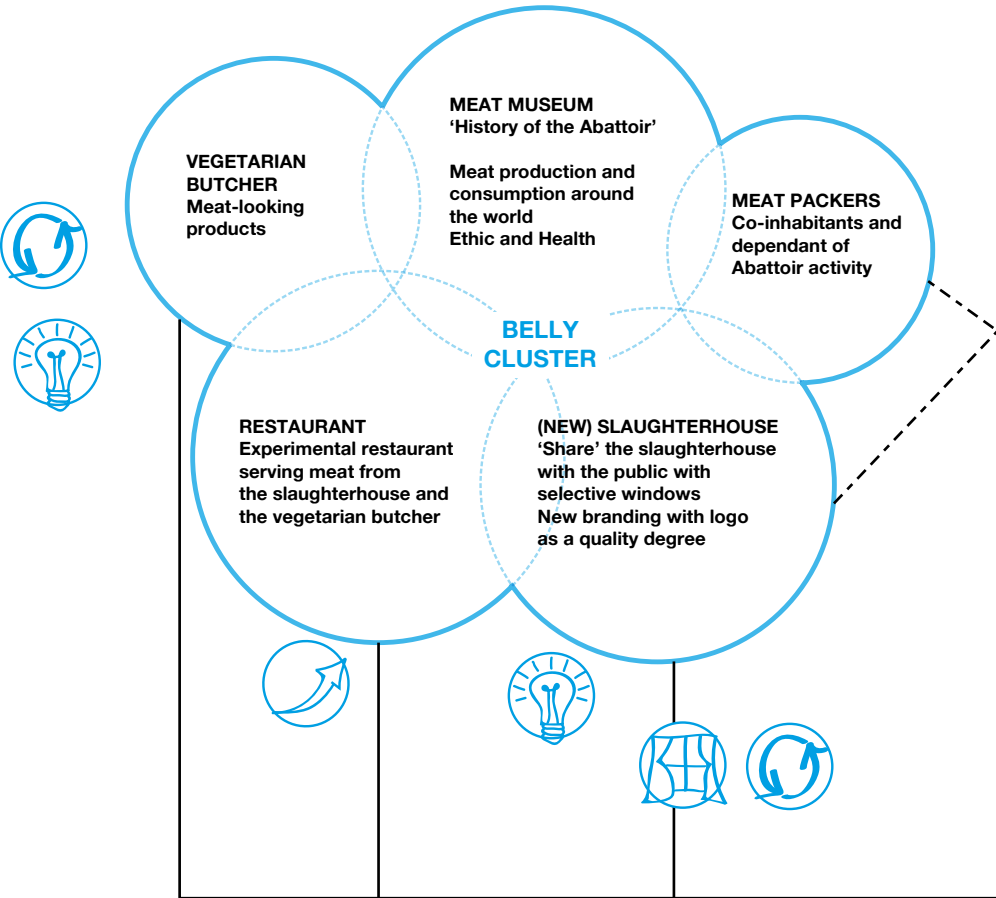 MEAT MUSEUM
‘History of the Abattoir’
Meat production and
consumption around
the world
Ethic and Health
VEGETARIAN
BUTCHER
Meat-looking
products
MEAT PACKERS
Co-inhabitants and
dependant of
Abattoir activity
BELLY
CLUSTER
RESTAURANT
Experimental restaurant
serving meat from
the slaughterhouse and
the vegetarian butcher
(NEW) SLAUGHTERHOUSE
‘Share’ the slaughterhouse
with the public with
selective windows
New branding with logo
as a quality degree